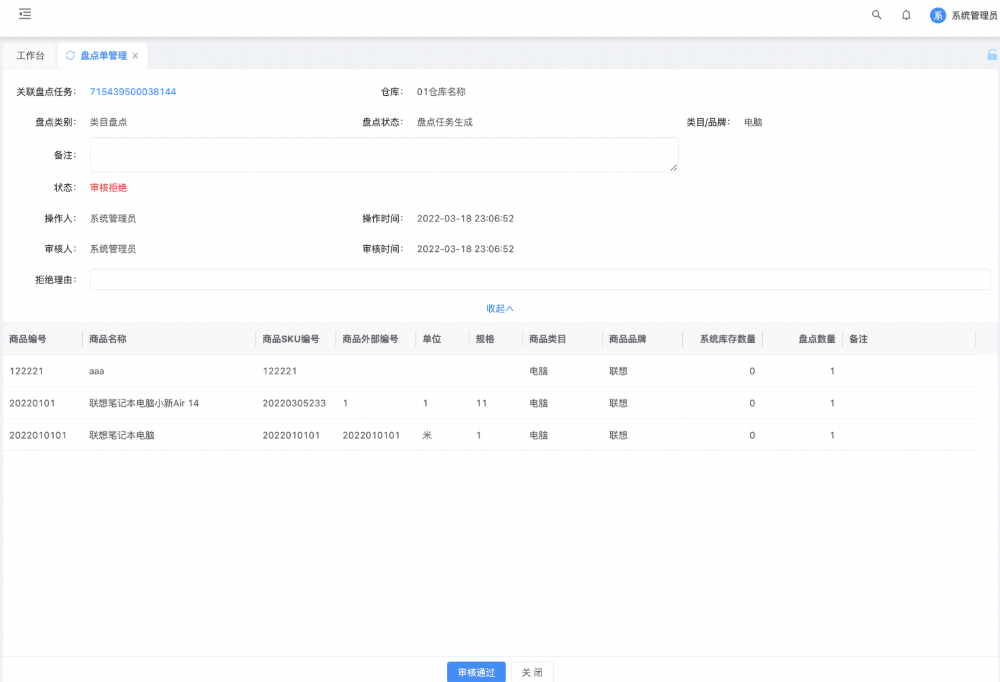 系 系统管理员
工作台 盘点单管理
关联盘点任务： 715439500038144 仓库： 01仓库名称
盘点类别： 类目盘点 盘点状态： 盘点任务生成 类目/品牌： 电脑
备注：
状态： 审核拒绝
操作人： 系统管理员 操作时间： 2022-03-18 23:06:52
审核人： 系统管理员 审核时间： 2022-03-18 23:06:52
拒绝理由：
收起
商品编号 商品名称 商品SKU编号 商品外部编号 单位 规格 商品类目 商品品牌 系统库存数量 盘点数量 备注
122221 aaa 122221 电脑 联想 0 1
20220101 联想笔记本电脑小新Air 14 20220305233 1 1 11 电脑 联想 0 1
2022010101 联想笔记本电脑 2022010101 2022010101 米 1 电脑 联想 0 1
审核通过 关 闭